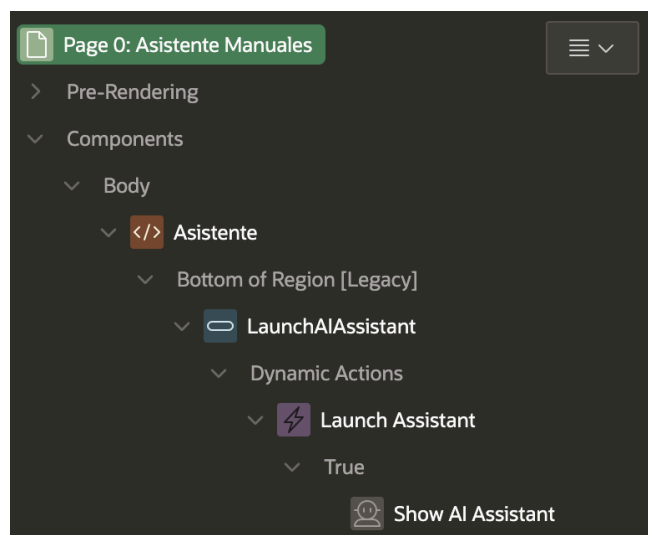 Page 0: Asistente Manuales
Pre-Rendering
Components
Body
</> Asistente
Bottom of Region [Legacy]
LaunchAIAssistant
Dynamic Actions
Launch Assistant
True
Show AI Assistant